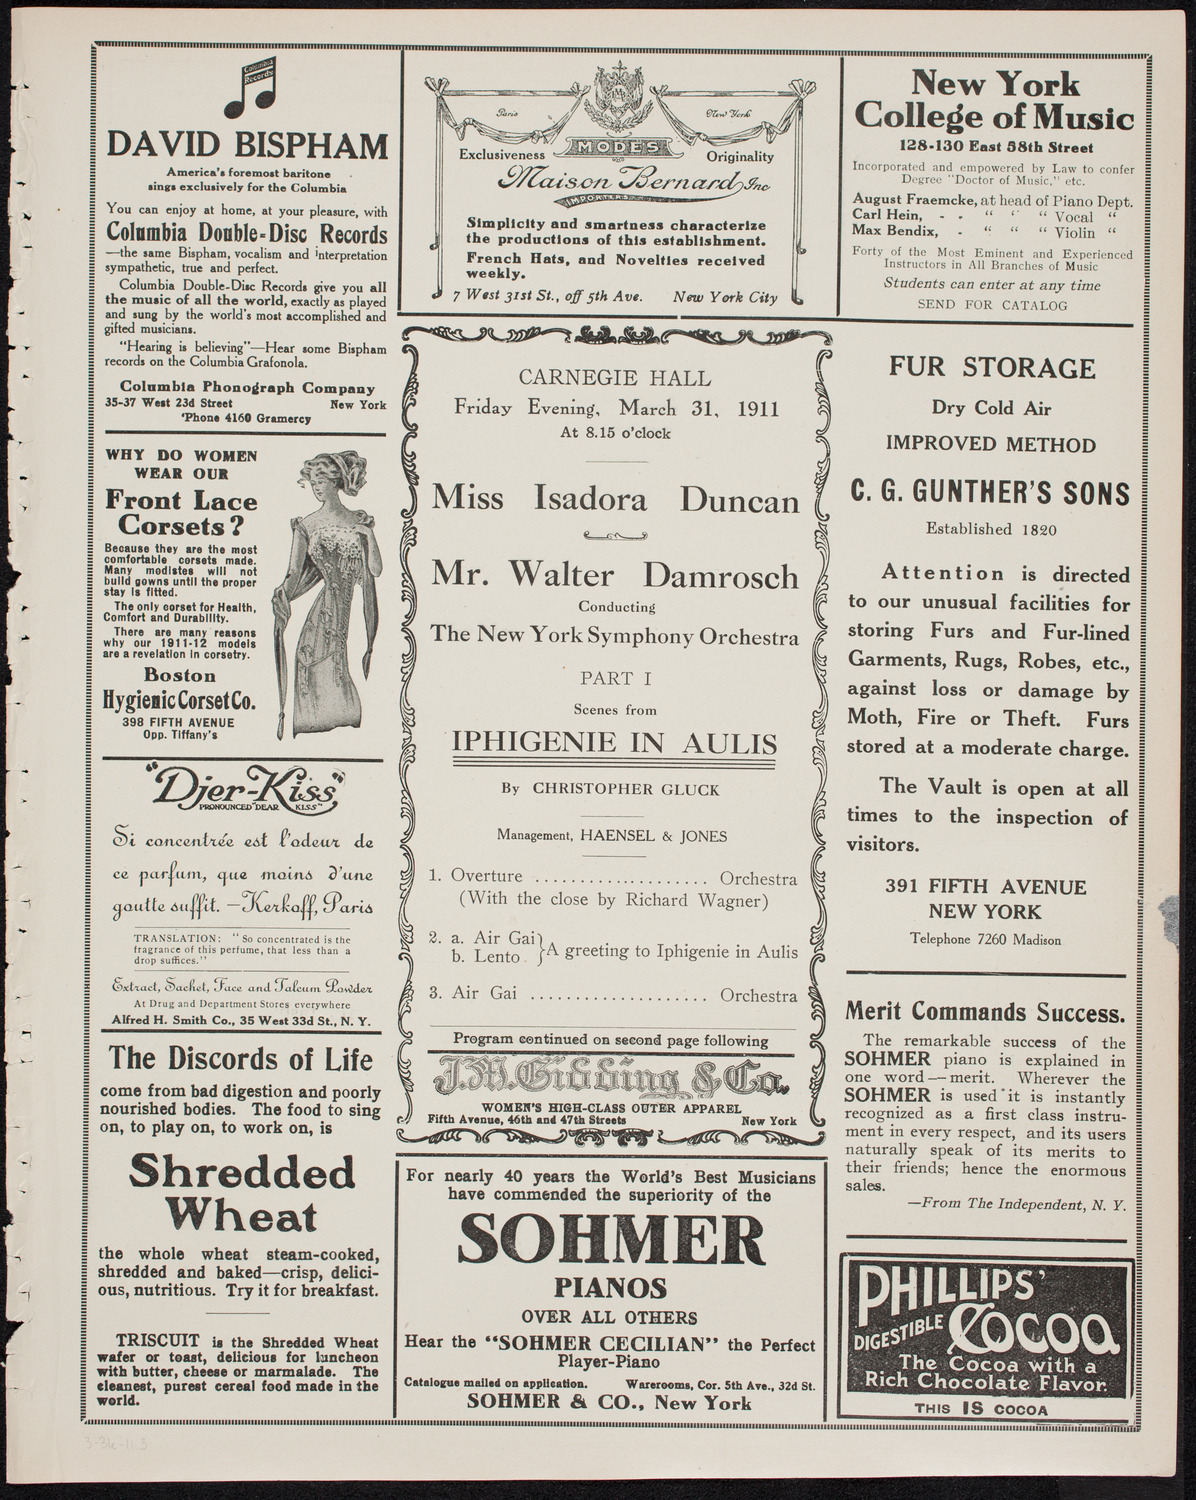 Columbia
Records
DAVID BISPHAM
America's foremost baritone
sings exclusively for the Columbia
You can enjoy at home, at your pleasure, with
Columbia Double-Disc Records
—the same Bispham, vocalism and interpretation
sympathetic, true and perfect.
Columbia Double-Disc Records give you all
the music of all the world, exactly as played
and sung by the world's most accomplished and
gifted musicians.
"Hearing is believing"—Hear some Bispham
records on the Columbia Grafonola.
Columbia Phonograph Company
35-37 West 23d Street New York
'Phone 4160 Gramercy
WHY DO WOMEN
WEAR OUR
Front Lace
Corsets?
Because they are the most
comfortable corsets made.
Many modistes will not
build gowns until the proper
stay is fitted.
The only corset for Health,
Comfort and Durability.
There are many reasons
why our 1911-12 models
are a revelation in corsetry.
Boston
Hygienic Corset Co.
398 FIFTH AVENUE
Opp. Tiffany's
"Djer-Kiss"
PRONOUNCED "DEAR KISS"
Si concentrée est l'odeur de
ce parfum, que moins d'une
goutte suffit. —Kerkoff, Paris
TRANSLATION: "So concentrated is the
fragrance of this perfume, that less than a
drop suffices."
Extract, Sachet, Face and Talcum Powder
At Drug and Department Stores everywhere
Alfred H. Smith Co., 35 West 33d St., N. Y.
The Discords of Life
come from bad digestion and poorly
nourished bodies. The food to sing
on, to play on, to work on, is
Shredded
Wheat
the whole wheat steam-cooked,
shredded and baked—crisp, delici-
ous, nutritious. Try it for breakfast.
TRISCUIT is the Shredded Wheat
wafer or toast, delicious for luncheon
with butter, cheese or marmalade. The
cleanest, purest cereal food made in the
world.
Paris New York
MODES
Exclusiveness Originality
Maison Bernard Inc
IMPORTERS
Simplicity and smartness characterize
the productions of this establishment.
French Hats, and Novelties received
weekly.
7 West 31st St., off 5th Ave. New York City
CARNEGIE HALL
Friday Evening, March 31, 1911
At 8.15 o'clock
Miss Isadora Duncan
Mr. Walter Damrosch
Conducting
The New York Symphony Orchestra
PART I
Scenes from
IPHIGENIE IN AULIS
By CHRISTOPHER GLUCK
Management, HAENSEL & JONES
1. Overture ................... Orchestra
(With the close by Richard Wagner)
2. a. Air Gai
b. Lento } A greeting to Iphigenie in Aulis
3. Air Gai ................... Orchestra
Program continued on second page following
J. M. Gidding & Co.
WOMEN'S HIGH-CLASS OUTER APPAREL
Fifth Avenue, 46th and 47th Streets New York
For nearly 40 years the World's Best Musicians
have commended the superiority of the
SOHMER
PIANOS
OVER ALL OTHERS
Hear the "SOHMER CECILIAN" the Perfect
Player-Piano
Catalogue mailed on application. Warerooms, Cor. 5th Ave., 32d St.
SOHMER & CO., New York
New York
College of Music
128-130 East 58th Street
Incorporated and empowered by Law to confer
Degree "Doctor of Music," etc.
August Fraemcke, at head of Piano Dept.
Carl Hein, - - " " " Vocal "
Max Bendix, - " " " Violin "
Forty of the Most Eminent and Experienced
Instructors in All Branches of Music
Students can enter at any time
SEND FOR CATALOG
FUR STORAGE
Dry Cold Air
IMPROVED METHOD
C. G. GUNTHER'S SONS
Established 1820
Attention is directed
to our unusual facilities for
storing Furs and Fur-lined
Garments, Rugs, Robes, etc.,
against loss or damage by
Moth, Fire or Theft. Furs
stored at a moderate charge.
The Vault is open at all
times to the inspection of
visitors.
391 FIFTH AVENUE
NEW YORK
Telephone 7260 Madison
Merit Commands Success.
The remarkable success of the
SOHMER piano is explained in
one word—merit. Wherever the
SOHMER is used it is instantly
recognized as a first class instru-
ment in every respect, and its users
naturally speak of its merits to
their friends; hence the enormous
sales.
—From The Independent, N. Y.
PHILLIPS'
DIGESTIBLE COCOA
The Cocoa with a
Rich Chocolate Flavor.
THIS IS COCOA